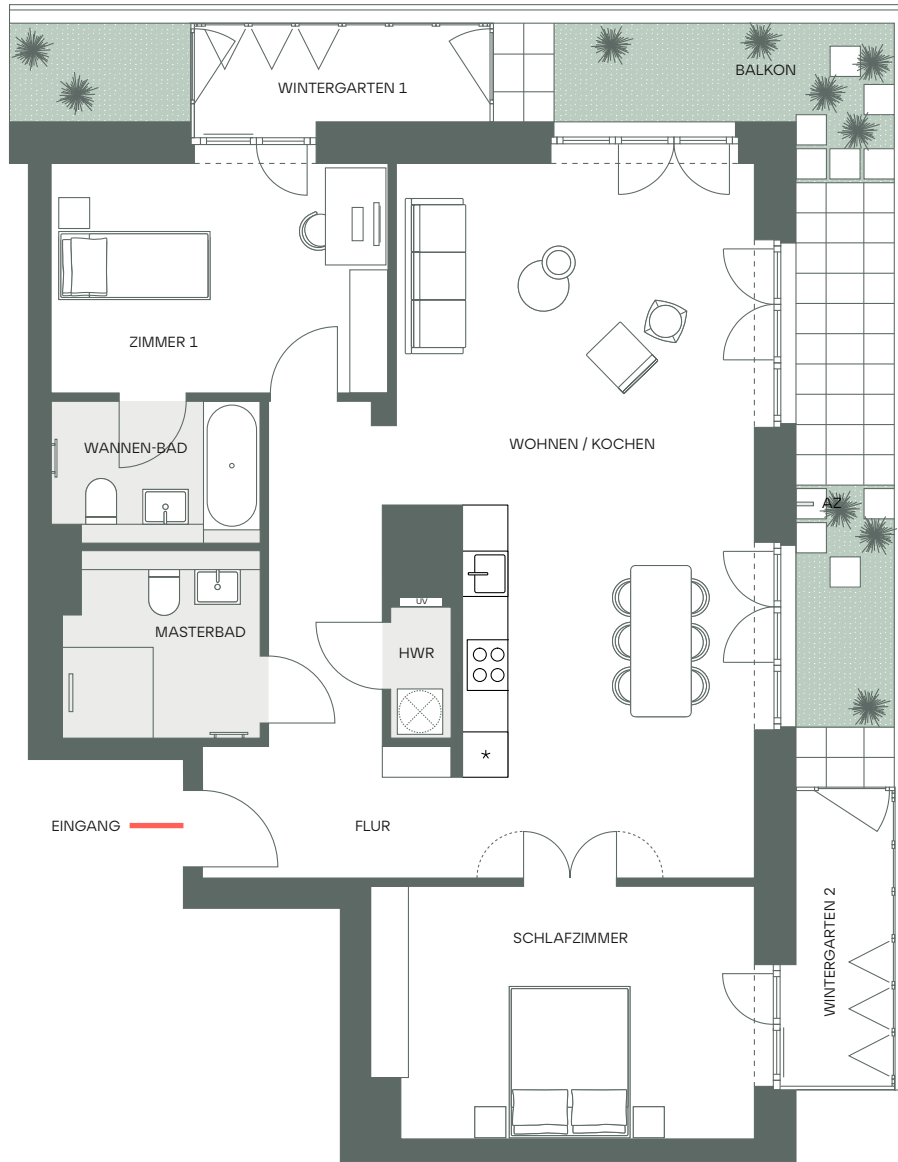 BALKON
WINTERGARTEN 1
ZIMMER 1
WOHNEN / KOCHEN
WANNEN-BAD
AZ
UV
MASTERBAD
HWR
*
EINGANG
FLUR
SCHLAFZIMMER
WINTERGARTEN 2